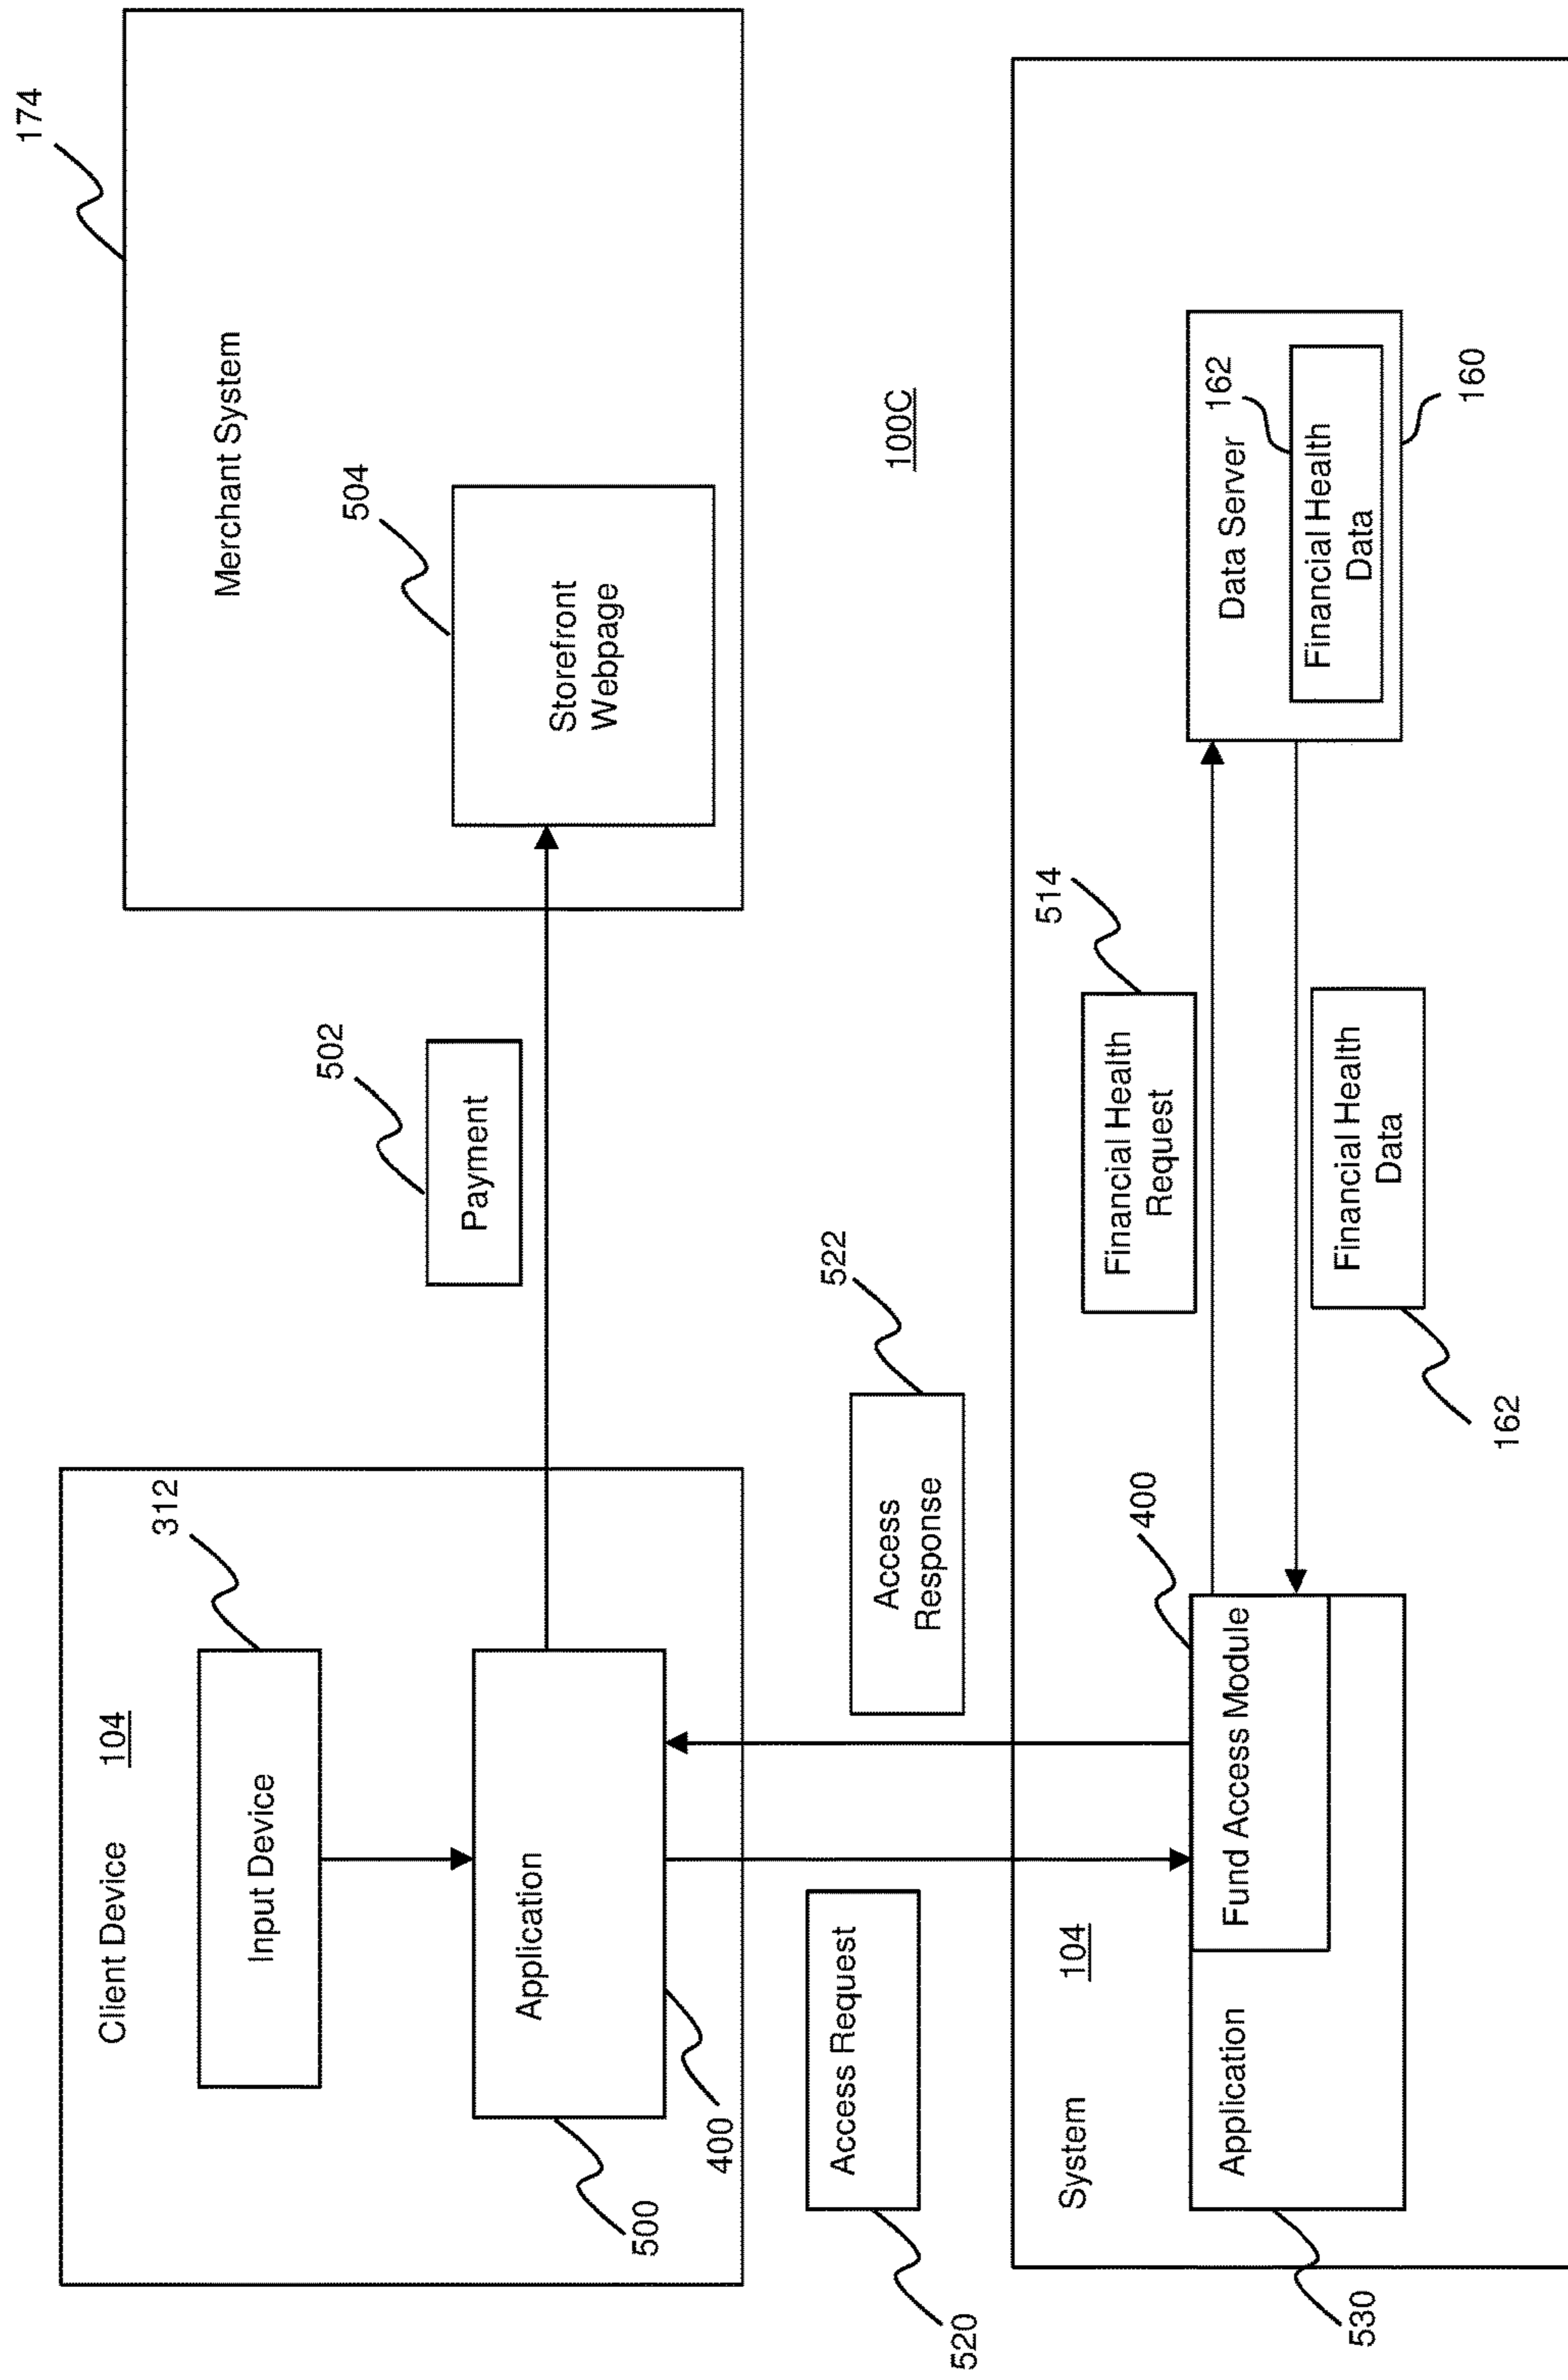 Client Device
104
312
Input Device
Application
500
400
502
Payment
174
Merchant System
504
Storefront
Webpage
520
Access Request
522
Access
Response
100C
System
104
530
Application
400
Fund Access Module
514
Financial Health
Request
Financial Health
Data
162
Data Server
162
Financial Health
Data
160